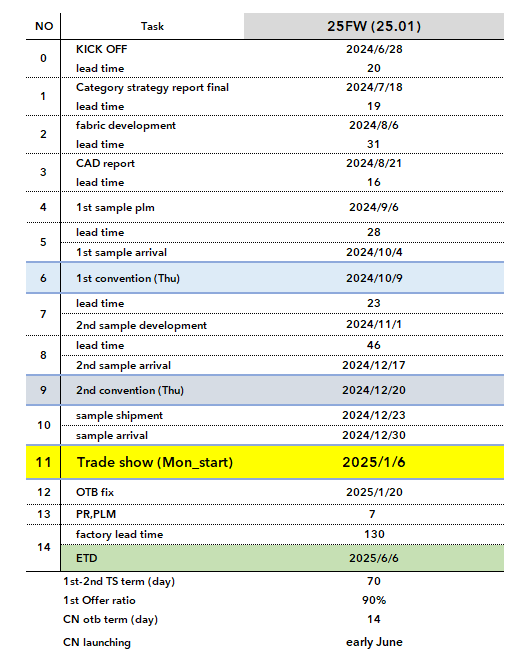 NO Task 25FW (25.01)
0 KICK OFF 2024/6/28
lead time 20
1 Category strategy report final 2024/7/18
lead time 19
2 fabric development 2024/8/6
lead time 31
3 CAD report 2024/8/21
lead time 16
4 1st sample plm 2024/9/6
5 lead time 28
1st sample arrival 2024/10/4
6 1st convention (Thu) 2024/10/9
7 lead time 23
2nd sample development 2024/11/1
8 lead time 46
2nd sample arrival 2024/12/17
9 2nd convention (Thu) 2024/12/20
10 sample shipment 2024/12/23
sample arrival 2024/12/30
11 Trade show (Mon_start) 2025/1/6
12 OTB fix 2025/1/20
13 PR,PLM 7
14 factory lead time 130
ETD 2025/6/6
1st-2nd TS term (day) 70
1st Offer ratio 90%
CN otb term (day) 14
CN launching early June